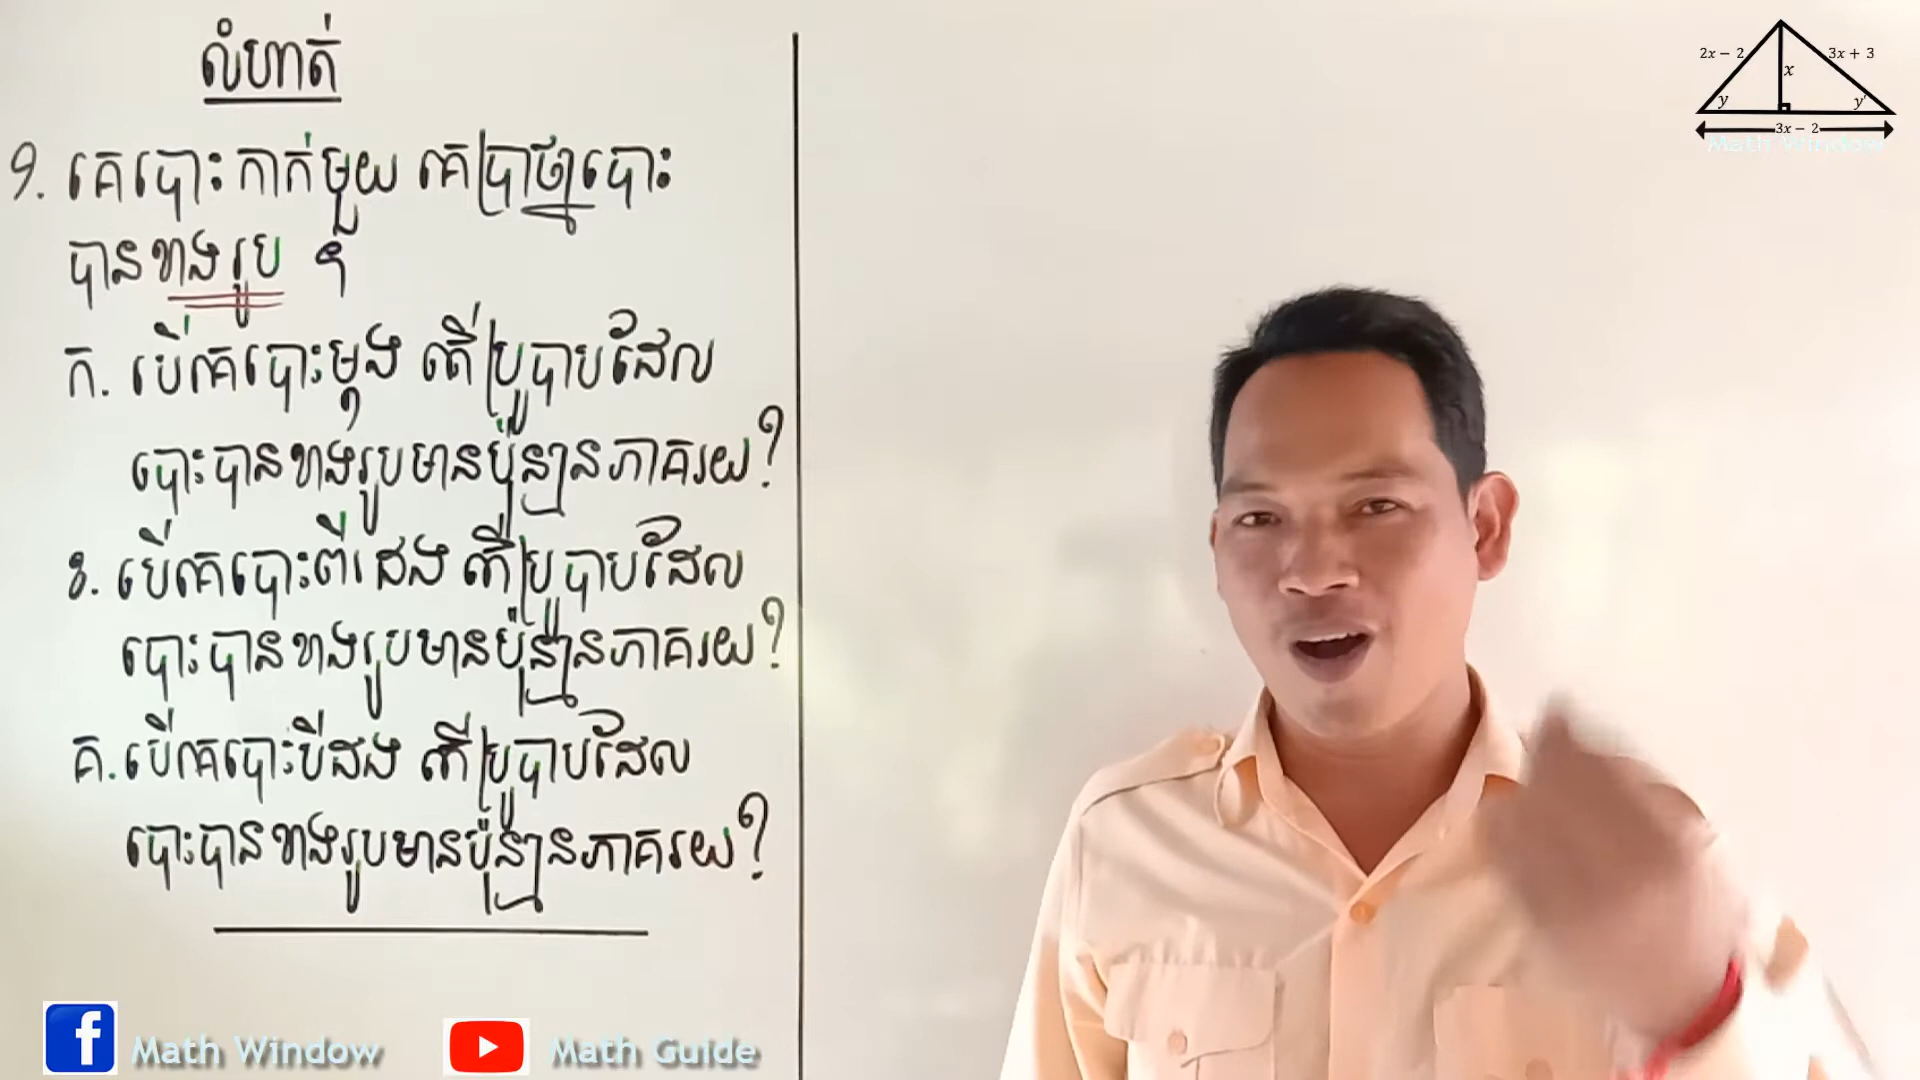 លំហាត់
១. គេបោះកាក់មួយ គេប្រាថ្នាបោះ
បានខាងរូប ។
ក. បើគេបោះម្តង តើប្រូបាបដែល
បោះបានខាងរូបមានប៉ុន្មានភាគរយ?
ខ. បើគេបោះពីរដង តើប្រូបាបដែល
បោះបានខាងរូបមានប៉ុន្មានភាគរយ?
គ. បើគេបោះបីដង តើប្រូបាបដែល
បោះបានខាងរូបមានប៉ុន្មានភាគរយ?
2x − 2
3x + 3
x
y
y'
3x − 2
Math Window
f Math Window
Math Guide